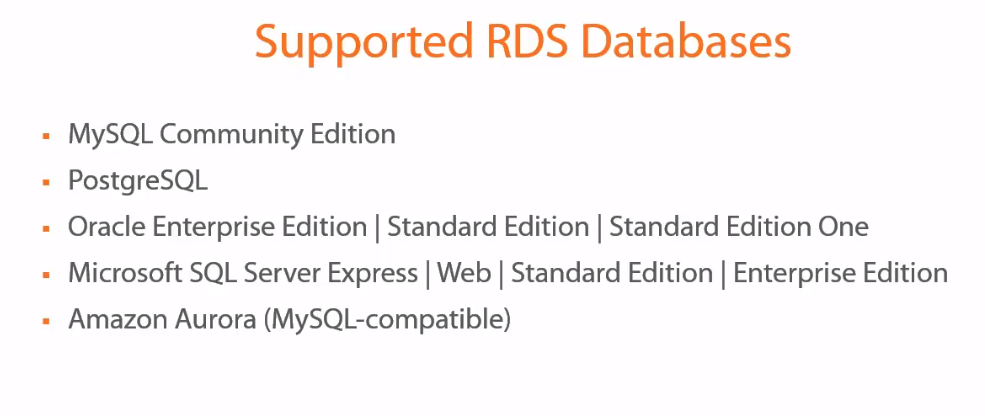 Supported RDS Databases
MySQL Community Edition
PostgreSQL
Oracle Enterprise Edition | Standard Edition | Standard Edition One
Microsoft SQL Server Express | Web | Standard Edition | Enterprise Edition
Amazon Aurora (MySQL-compatible)